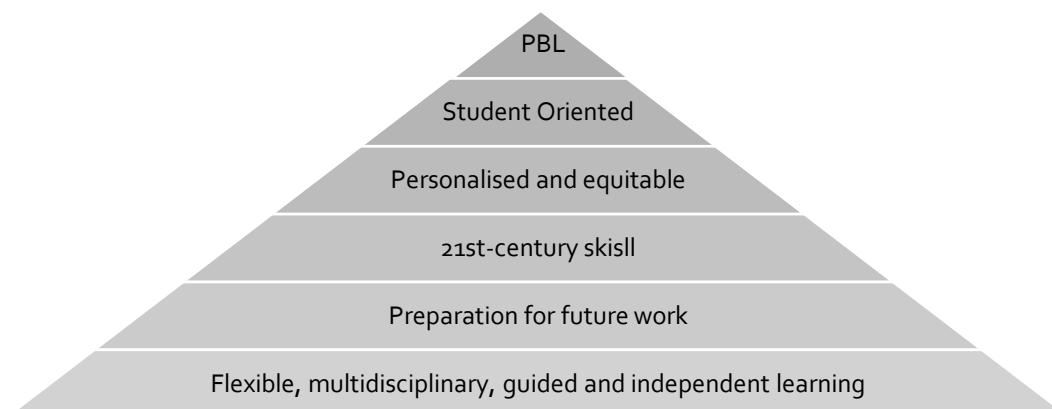 PBL
Student Oriented
Personalised and equitable
21st-century skisll
Preparation for future work
Flexible, multidisciplinary, guided and independent learning